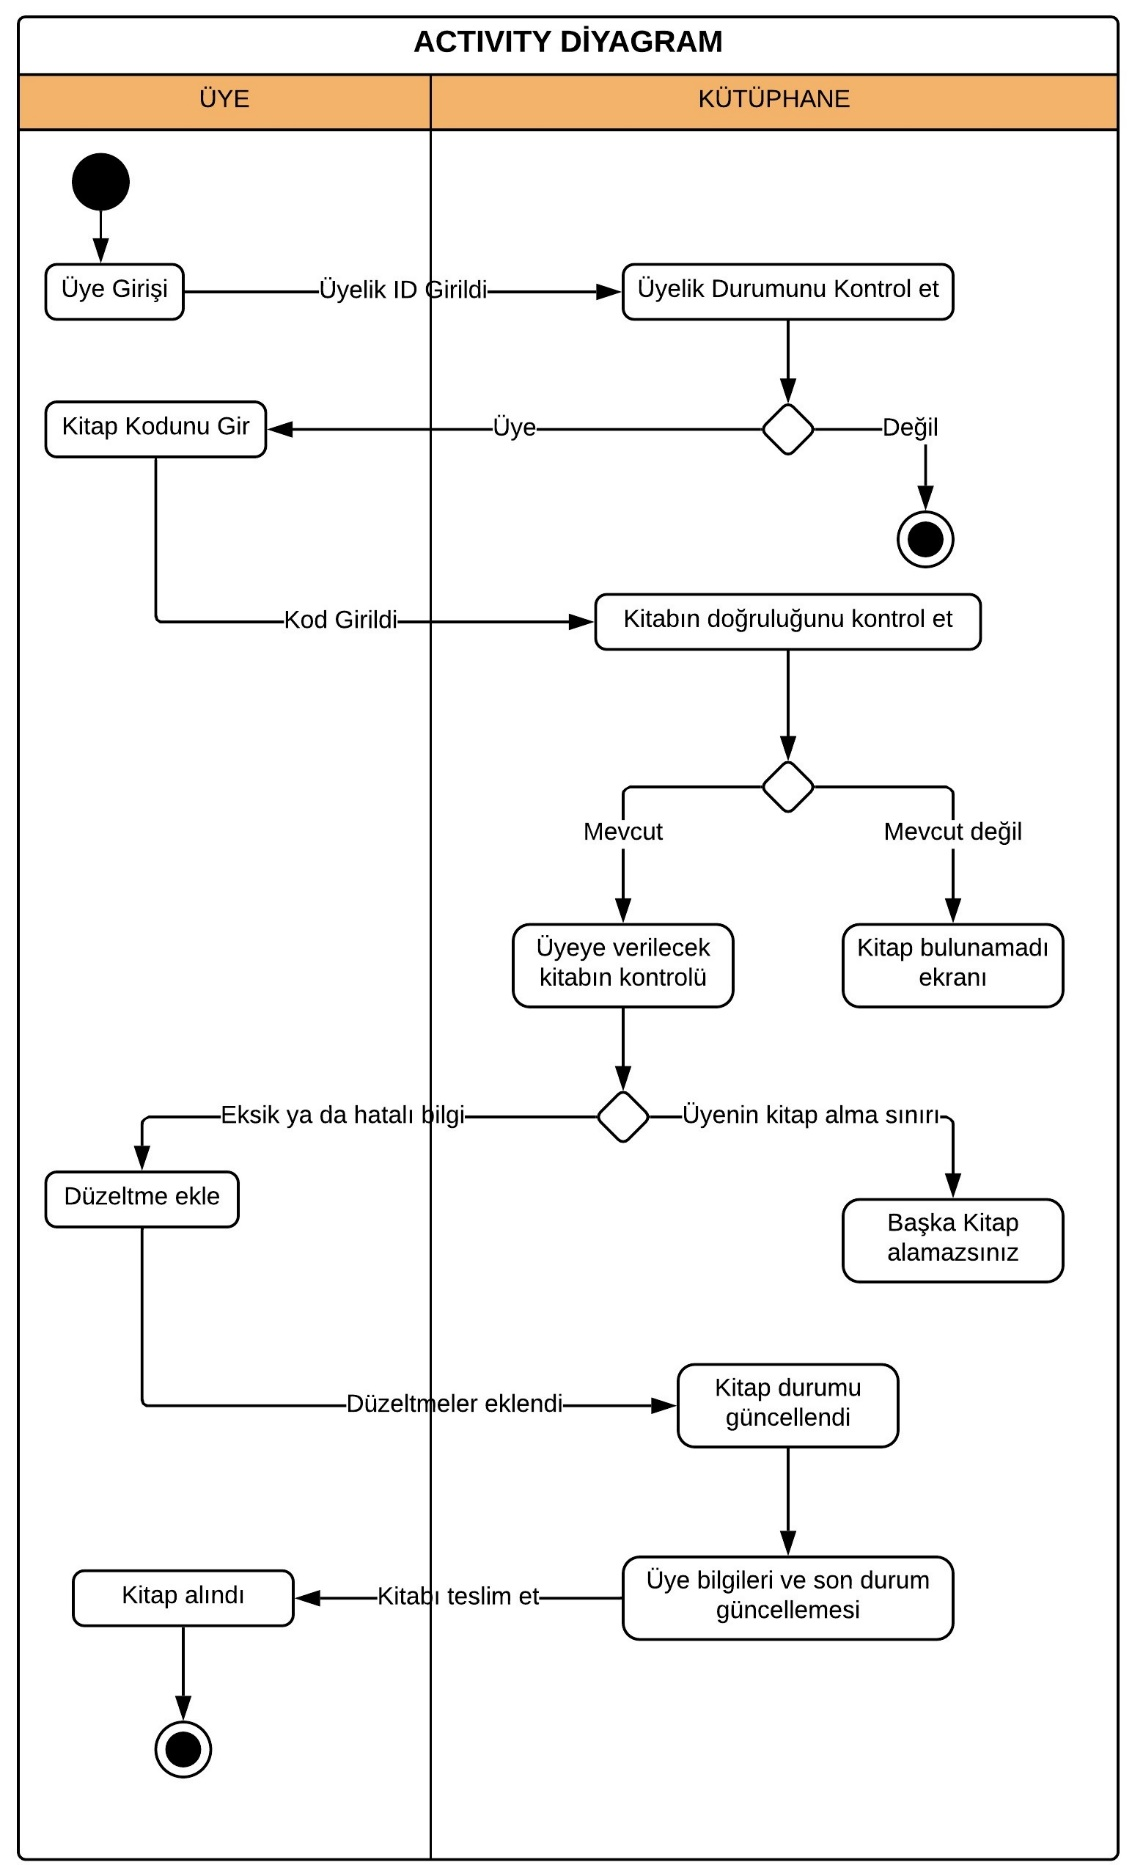 ACTIVITY DİYAGRAM
ÜYE
KÜTÜPHANE
Üye Girişi
Üyelik ID Girildi
Üyelik Durumunu Kontrol et
Kitap Kodunu Gir
Üye
Değil
Kod Girildi
Kitabın doğruluğunu kontrol et
Mevcut
Mevcut değil
Üyeye verilecek
kitabın kontrolü
Kitap bulunamadı
ekranı
Eksik ya da hatalı bilgi
Üyenin kitap alma sınırı
Düzeltme ekle
Başka Kitap
alamazsınız
Düzeltmeler eklendi
Kitap durumu
güncellendi
Kitap alındı
Kitabı teslim et
Üye bilgileri ve son durum
güncellemesi